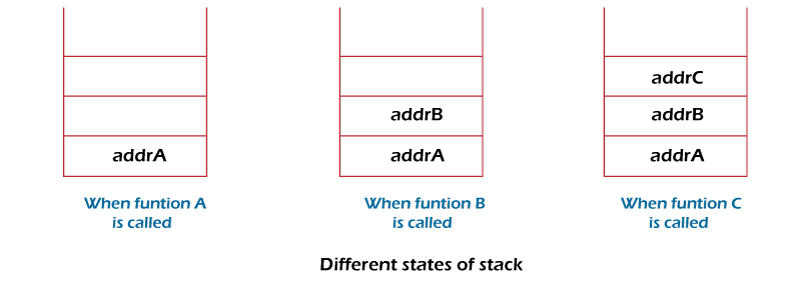 addrA
When funtion A
is called
addrB
addrA
When funtion B
is called
addrC
addrB
addrA
When funtion C
is called
Different states of stack